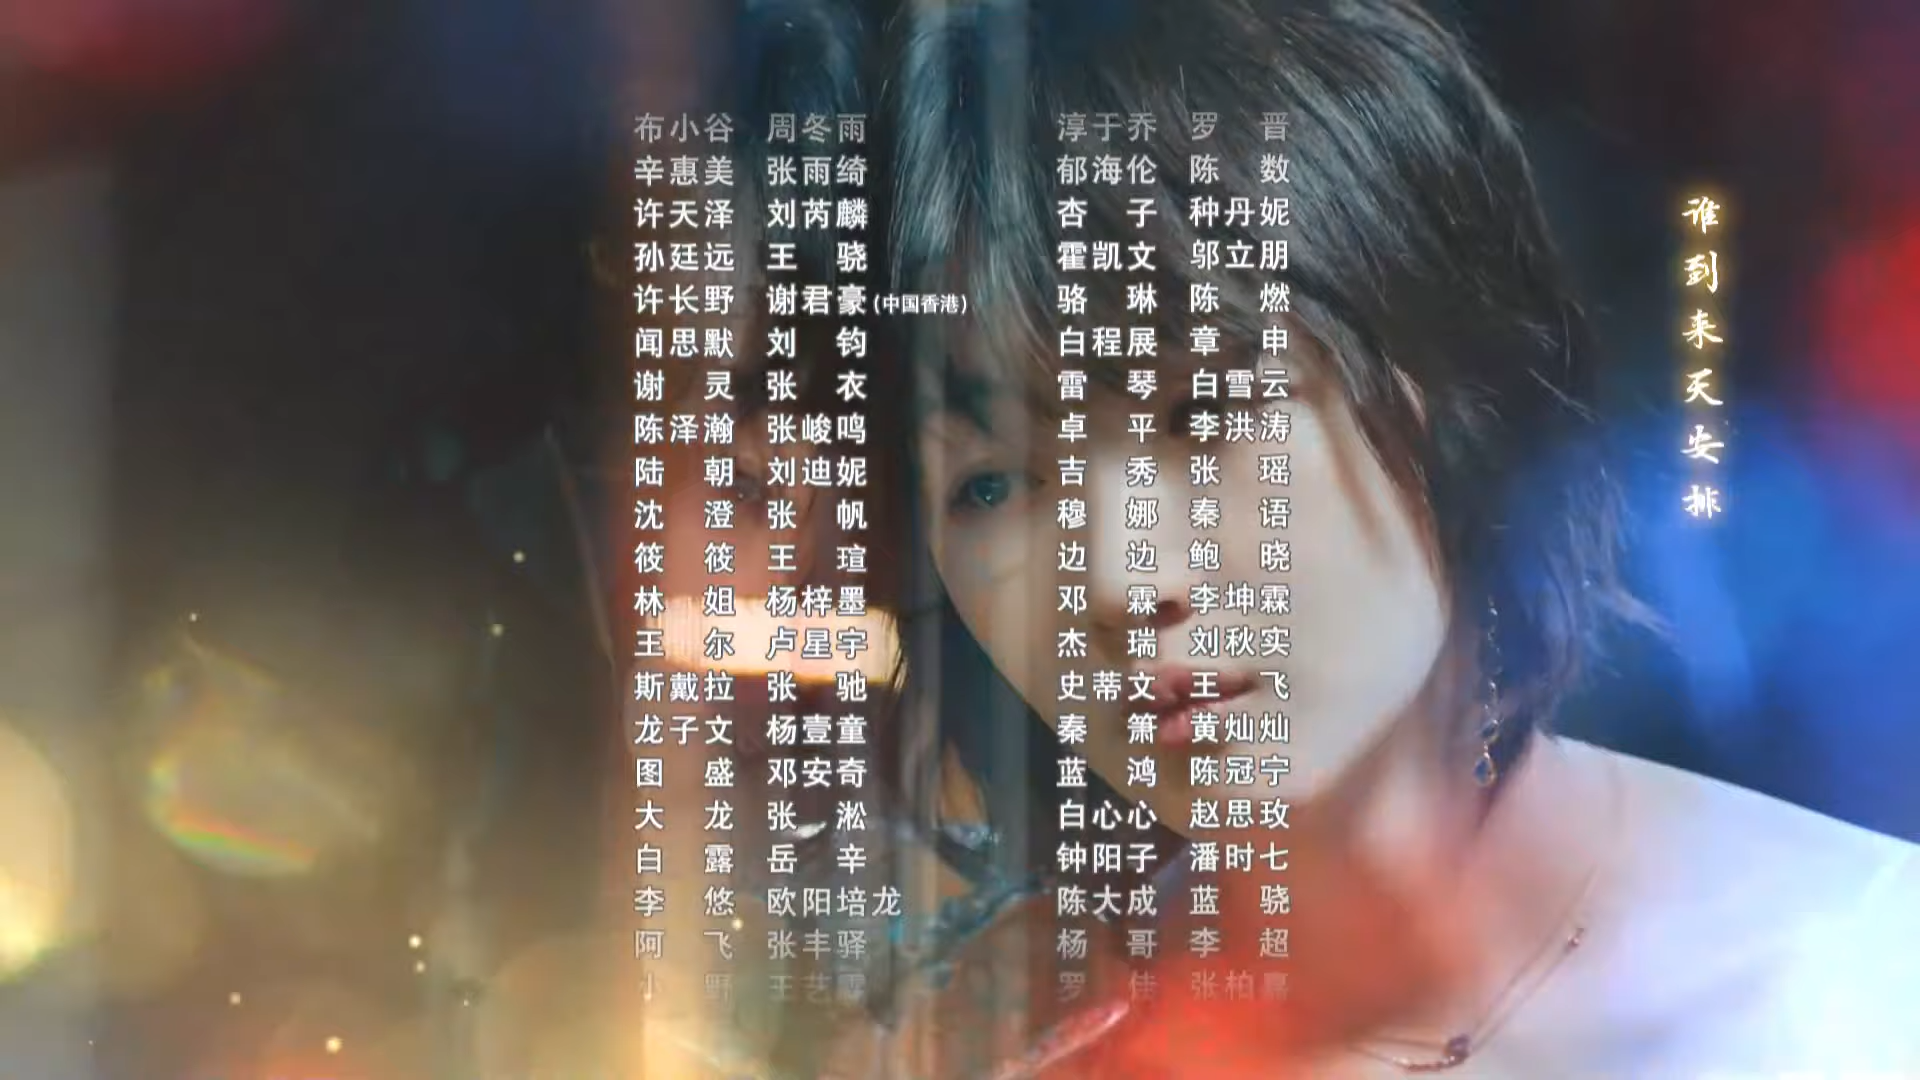 布小谷 周冬雨
辛惠美 张雨绮
许天泽 刘芮麟
孙廷远 王骁
许长野 谢君豪(中国香港)
闻思默 刘钧
谢灵 张衣
陈泽瀚 张峻鸣
陆朝 刘迪妮
沈澄 张帆
筱筱 王瑄
林姐 杨梓墨
王尔 卢星宇
斯戴拉 张驰
龙子文 杨壹童
图盛 邓安奇
大龙 张淞
白露 岳辛
李悠 欧阳培龙
阿飞 张丰驿
小野 王艺霏
淳于乔 罗晋
郁海伦 陈数
杏子 种丹妮
霍凯文 邬立朋
骆琳 陈燃
白程展 章申
雷琴 白雪云
卓平 李洪涛
吉秀 张瑶
穆娜 秦语
边边 鲍晓
邓霖 李坤霖
杰瑞 刘秋实
史蒂文 王飞
秦箫 黄灿灿
蓝鸿 陈冠宁
白心心 赵思玫
钟阳子 潘时七
陈大成 蓝骁
杨哥 李超
罗佳 张柏嘉
谁到来天安排